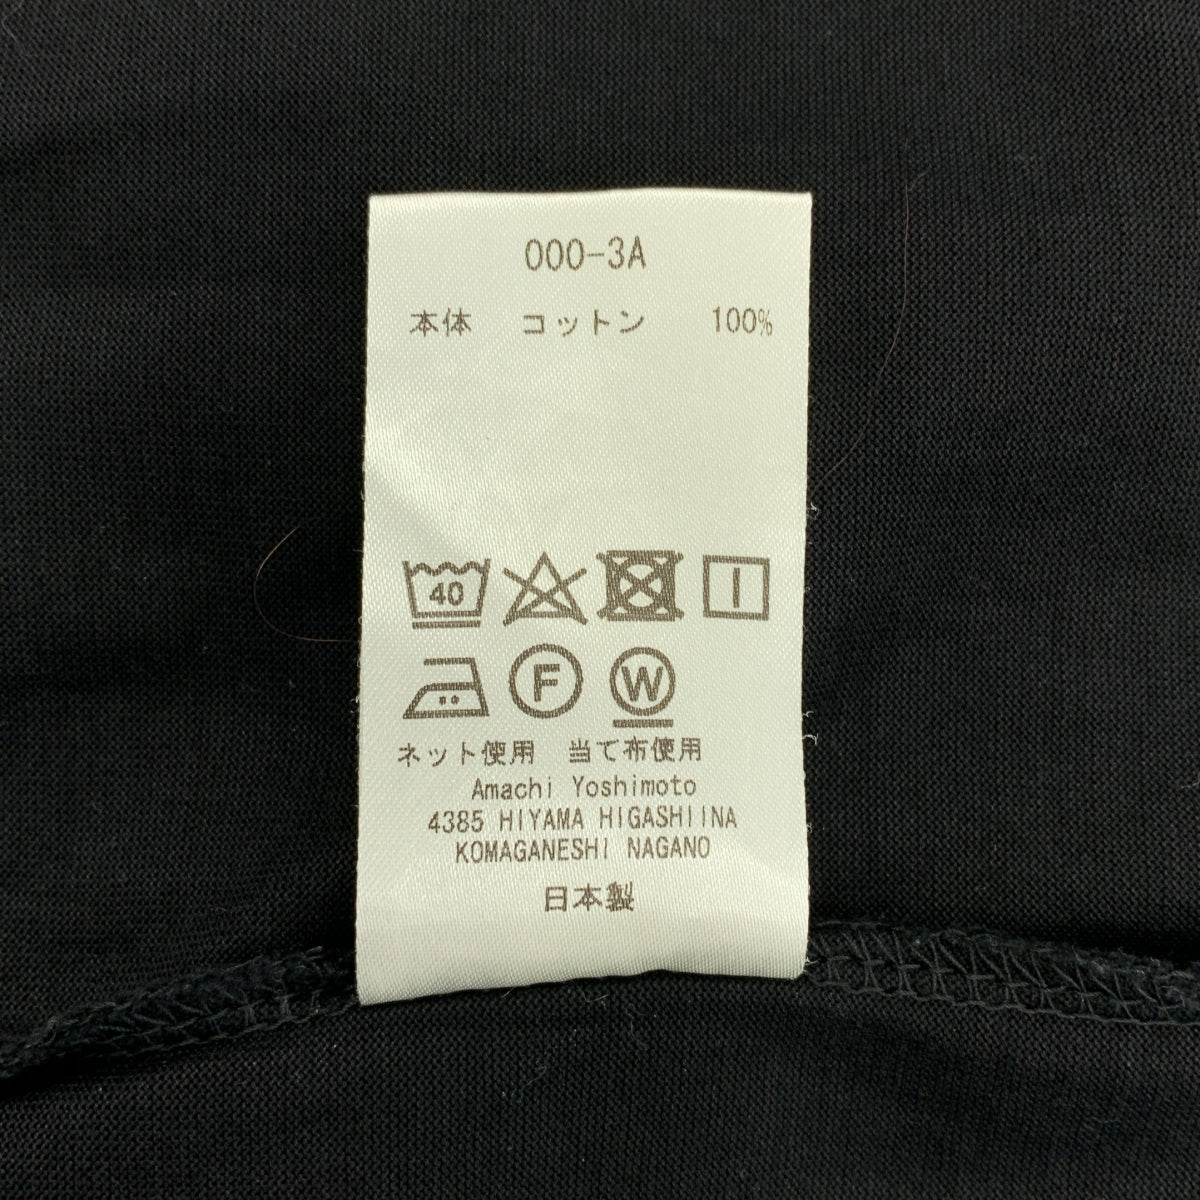 000-3A
本体 コットン 100%
40
F W
ネット使用 当て布使用
Amachi Yoshimoto
4385 HIYAMA HIGASHIINA
KOMAGANESHI NAGANO
日本製